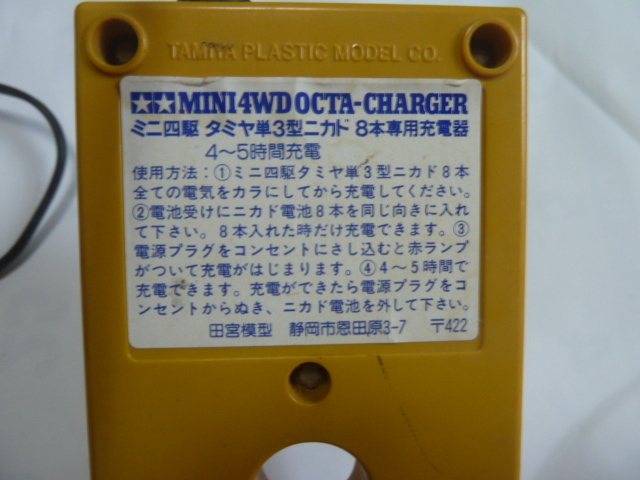 TAMIYA PLASTIC MODEL CO.
MINI4WD OCTA-CHARGER
ミニ四駆 タミヤ単3型ニカド 8本専用充電器
4〜5時間充電
使用方法：①ミニ四駆タミヤ単3型ニカド8本
全ての電気をカラにしてから充電してください。
②電池受けにニカド電池8本を同じ向きに入れ
て下さい。8本入れた時だけ充電できます。③
電源プラグをコンセントにさし込むと赤ランプ
がついて充電がはじまります。④4〜5時間で
充電できます。充電ができたら電源プラグをコ
ンセントからぬき、ニカド電池を外して下さい。
田宮模型 静岡市恩田原3-7 〒422